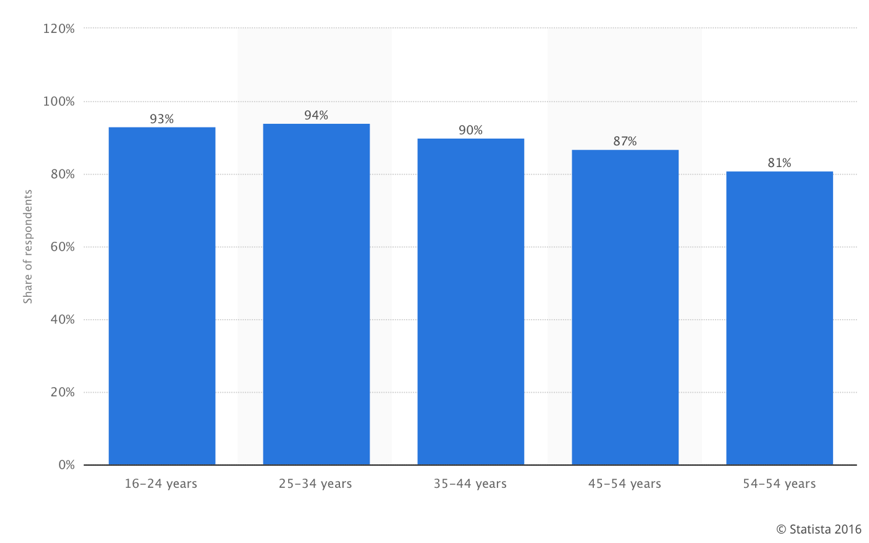 120%
100%
80%
60%
40%
20%
0%
Share of respondents
93%
94%
90%
87%
81%
16–24 years
25–34 years
35–44 years
45–54 years
54–54 years
© Statista 2016